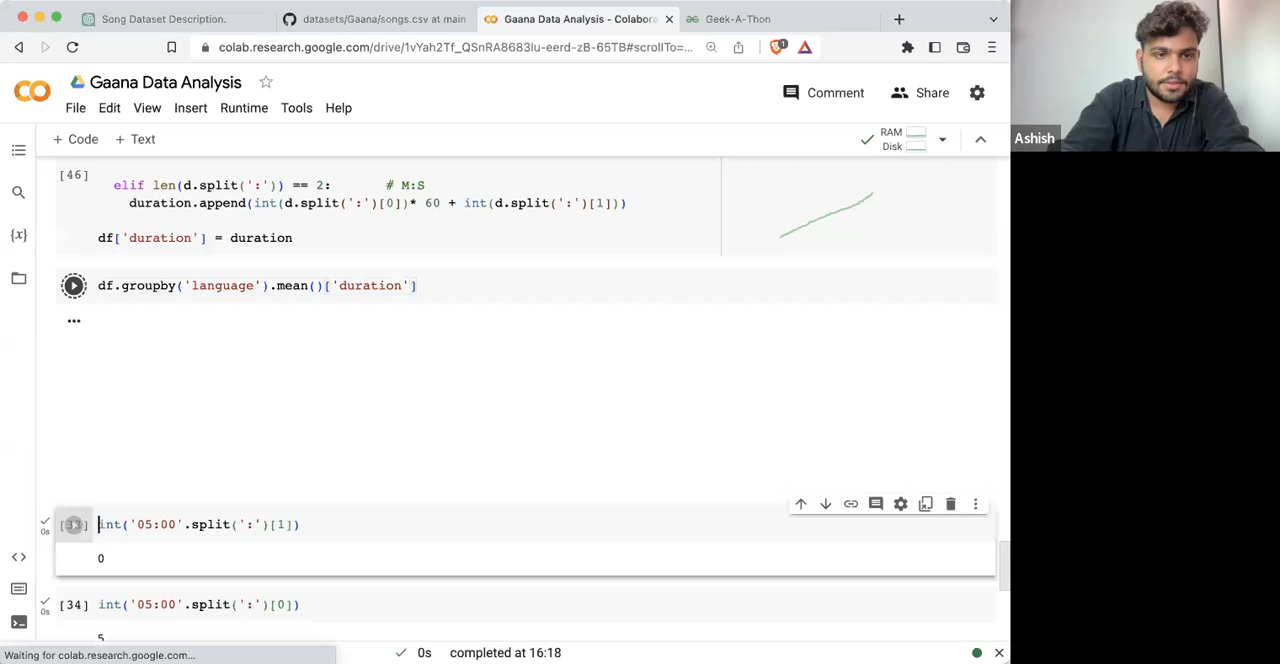 Song Dataset Description.
datasets/Gaana/songs.csv at main
Gaana Data Analysis - Colabora
Geek-A-Thon
colab.research.google.com/drive/1vYah2Tf_QSnRA8683lu-eerd-zB-65TB#scrollTo=...
1
Gaana Data Analysis
Comment
Share
File Edit View Insert Runtime Tools Help
+ Code + Text
RAM
Disk
Ashish
[46]
elif len(d.split(':')) == 2: # M:S
duration.append(int(d.split(':')[0])* 60 + int(d.split(':')[1]))
df['duration'] = duration
df.groupby('language').mean()['duration']
...
[33] int('05:00'.split(':')[1])
0s
0
[34] int('05:00'.split(':')[0])
0s
5
Waiting for colab.research.google.com...
0s completed at 16:18